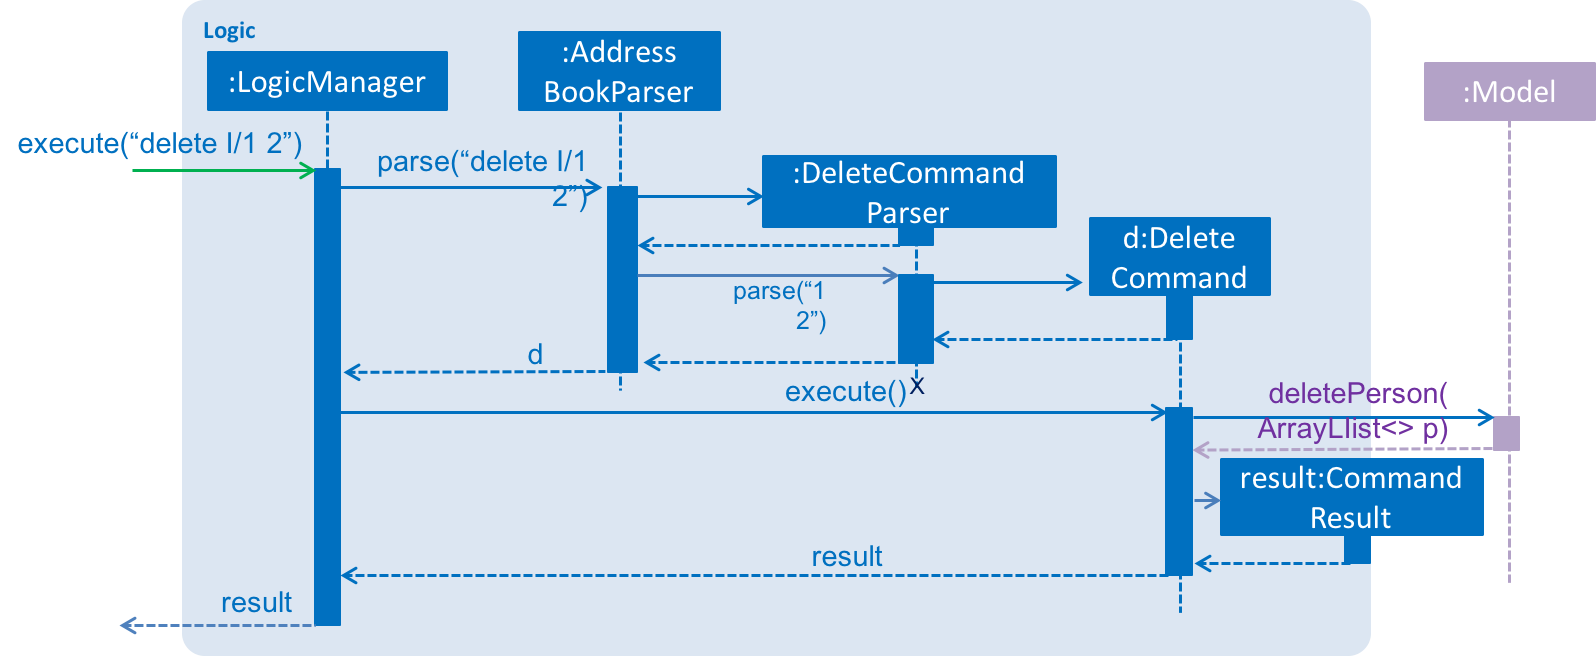 Logic
:LogicManager
:Address
BookParser
:Model
execute(“delete I/1 2”)
parse(“delete I/1
2”)
:DeleteCommand
Parser
d:Delete
Command
parse(“1
2”)
d
execute()
X
deletePerson(
ArrayLIist<> p)
result:Command
Result
result
result